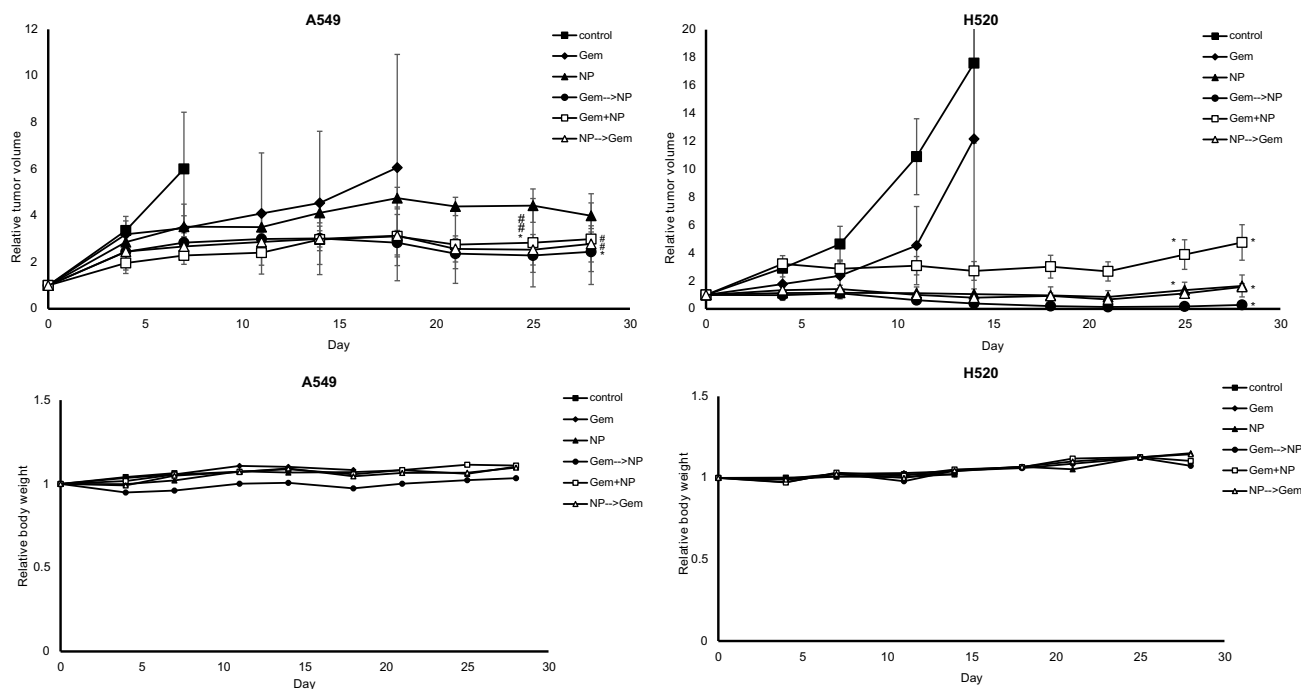 A549
12
10
8
6
4
2
0
Relative tumor volume
0 5 10 15 20 25 30
Day
control
Gem
NP
Gem-->NP
Gem+NP
NP-->Gem
#
#
*
#
#
*
H520
20
18
16
14
12
10
8
6
4
2
0
Relative tumor volume
0 5 10 15 20 25 30
Day
control
Gem
NP
Gem-->NP
Gem+NP
NP-->Gem
* *
* *
*
A549
1.5
1
0.5
0
Relative body weight
0 5 10 15 20 25 30
Day
control
Gem
NP
Gem-->NP
Gem+NP
NP-->Gem
H520
1.5
1
0.5
0
Relative body weight
0 5 10 15 20 25 30
Day
control
Gem
NP
Gem-->NP
Gem+NP
NP-->Gem